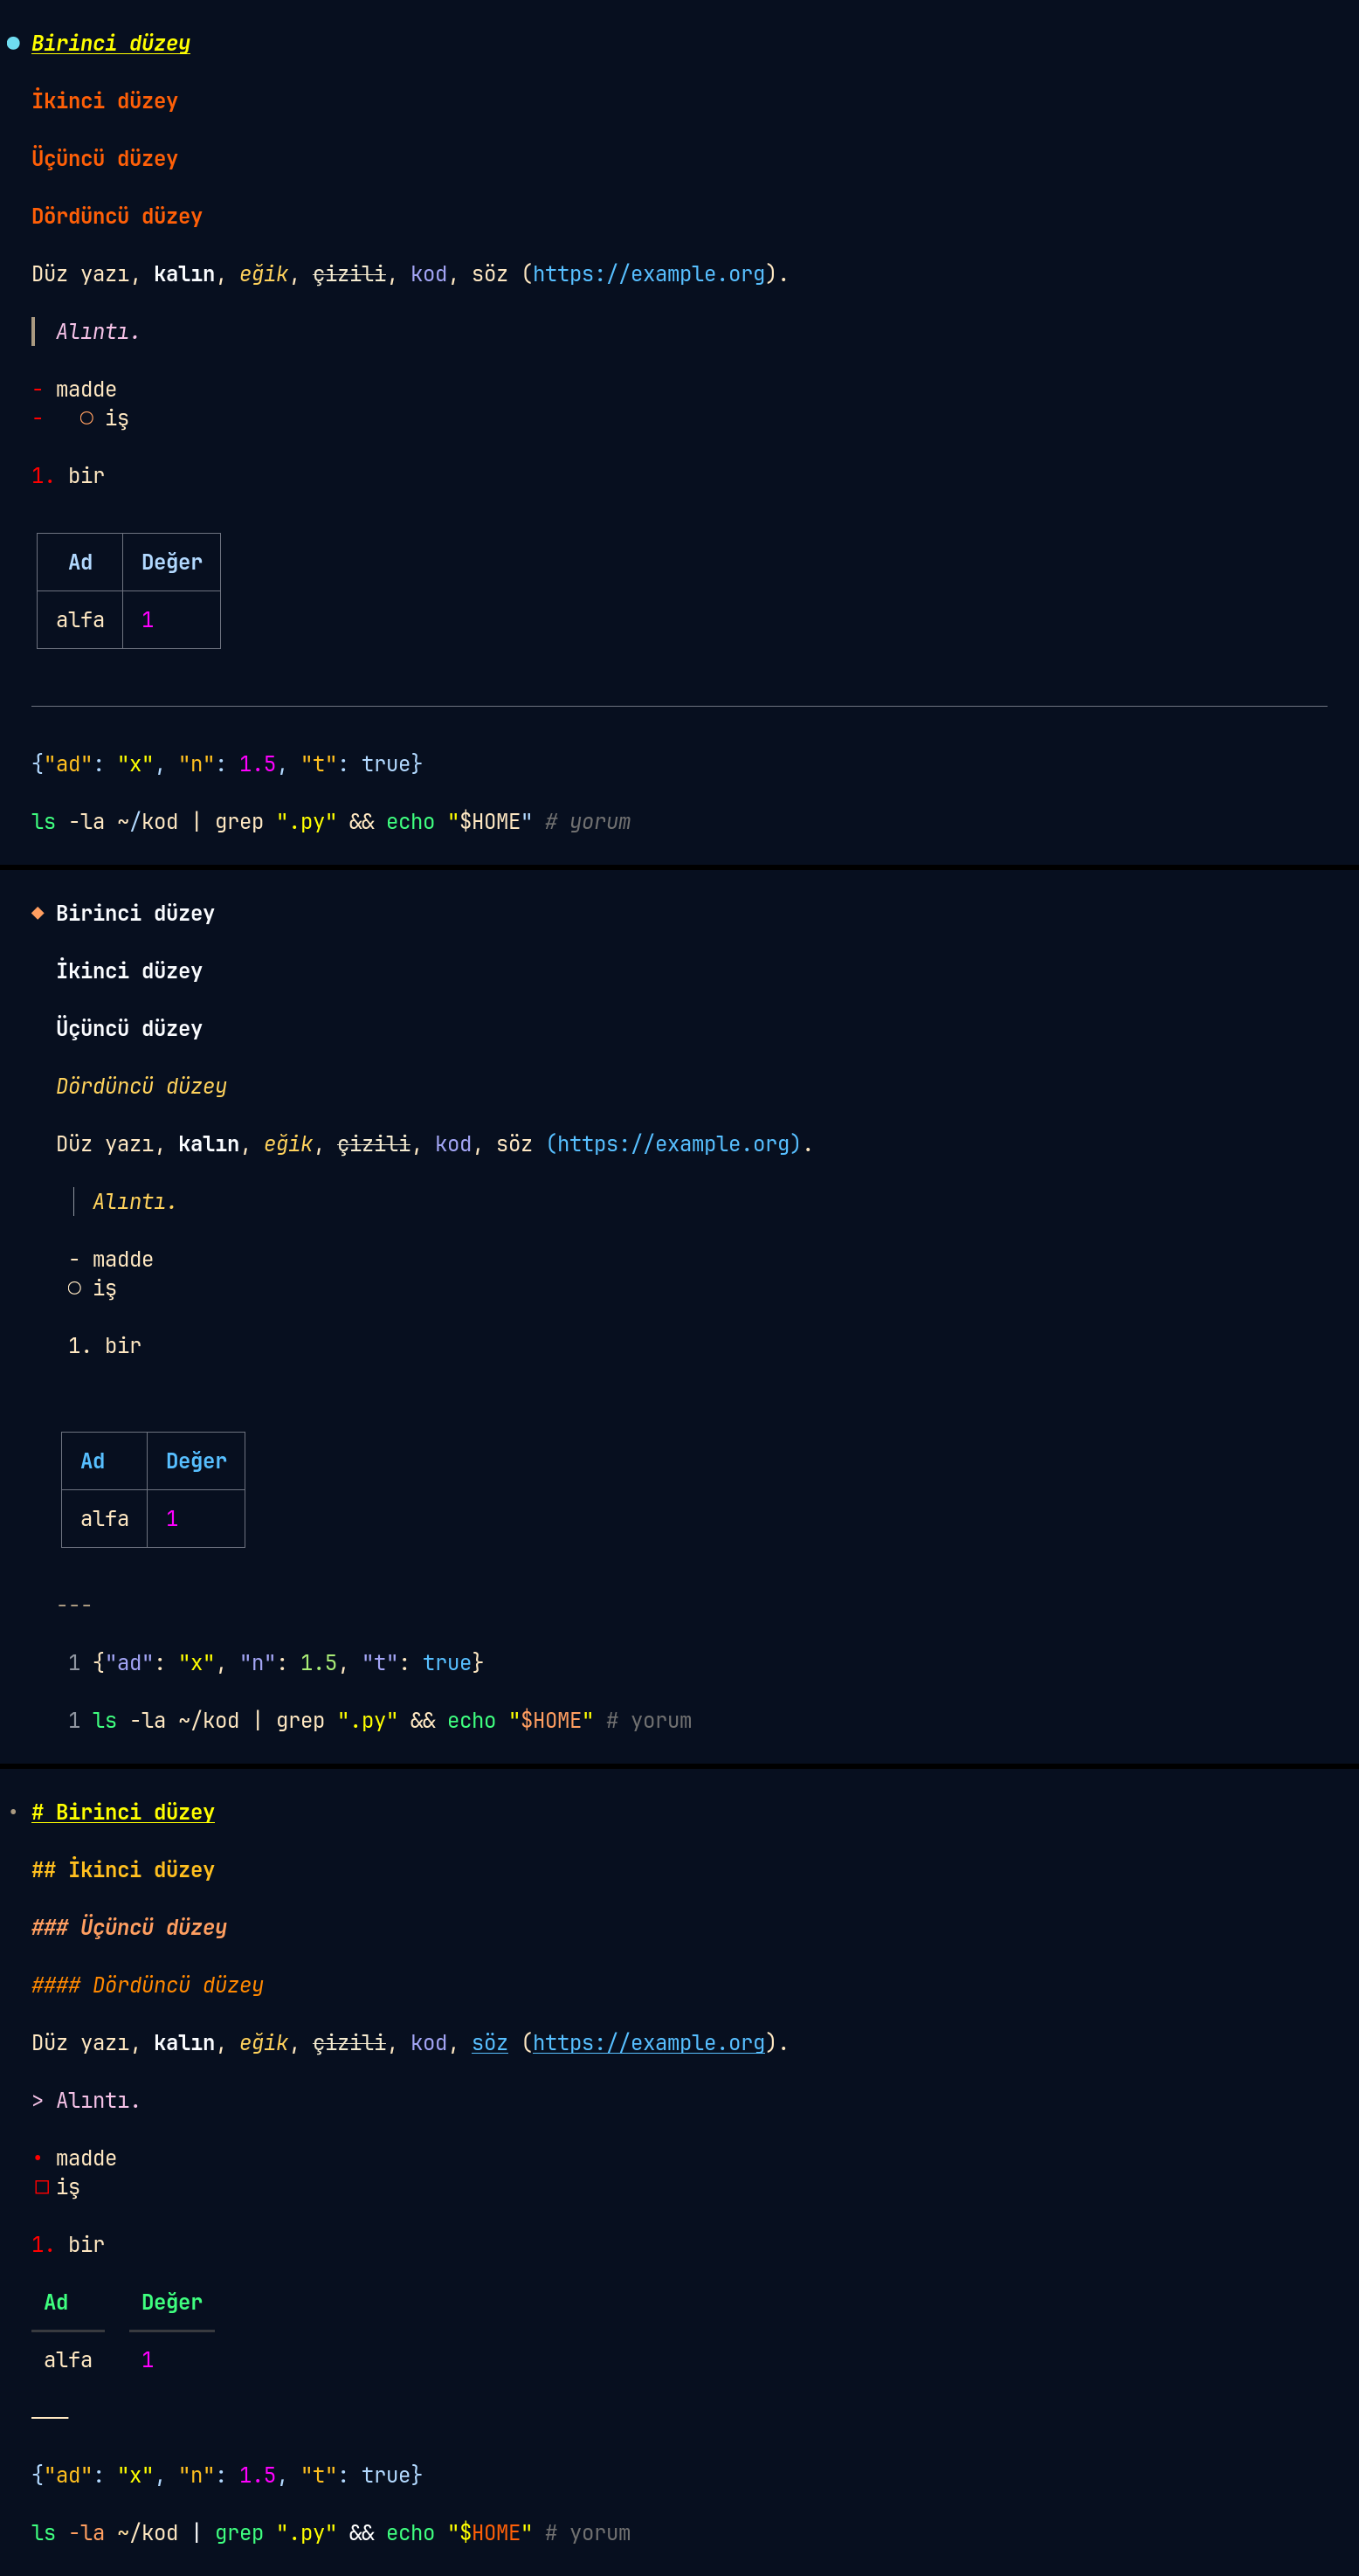 ● Birinci düzey
İkinci düzey
Üçüncü düzey
Dördüncü düzey
Düz yazı, kalın, eğik, çizili, kod, söz (https://example.org).
Alıntı.
- madde
- ○ iş
1. bir
Ad Değer
alfa 1
{"ad": "x", "n": 1.5, "t": true}
ls -la ~/kod | grep ".py" && echo "$HOME" # yorum
◆ Birinci düzey
İkinci düzey
Üçüncü düzey
Dördüncü düzey
Düz yazı, kalın, eğik, çizili, kod, söz (https://example.org).
│ Alıntı.
- madde
○ iş
1. bir
Ad Değer
alfa 1
---
1 {"ad": "x", "n": 1.5, "t": true}
1 ls -la ~/kod | grep ".py" && echo "$HOME" # yorum
• # Birinci düzey
## İkinci düzey
### Üçüncü düzey
#### Dördüncü düzey
Düz yazı, kalın, eğik, çizili, kod, söz (https://example.org).
> Alıntı.
• madde
□ iş
1. bir
Ad Değer
alfa 1
───
{"ad": "x", "n": 1.5, "t": true}
ls -la ~/kod | grep ".py" && echo "$HOME" # yorum